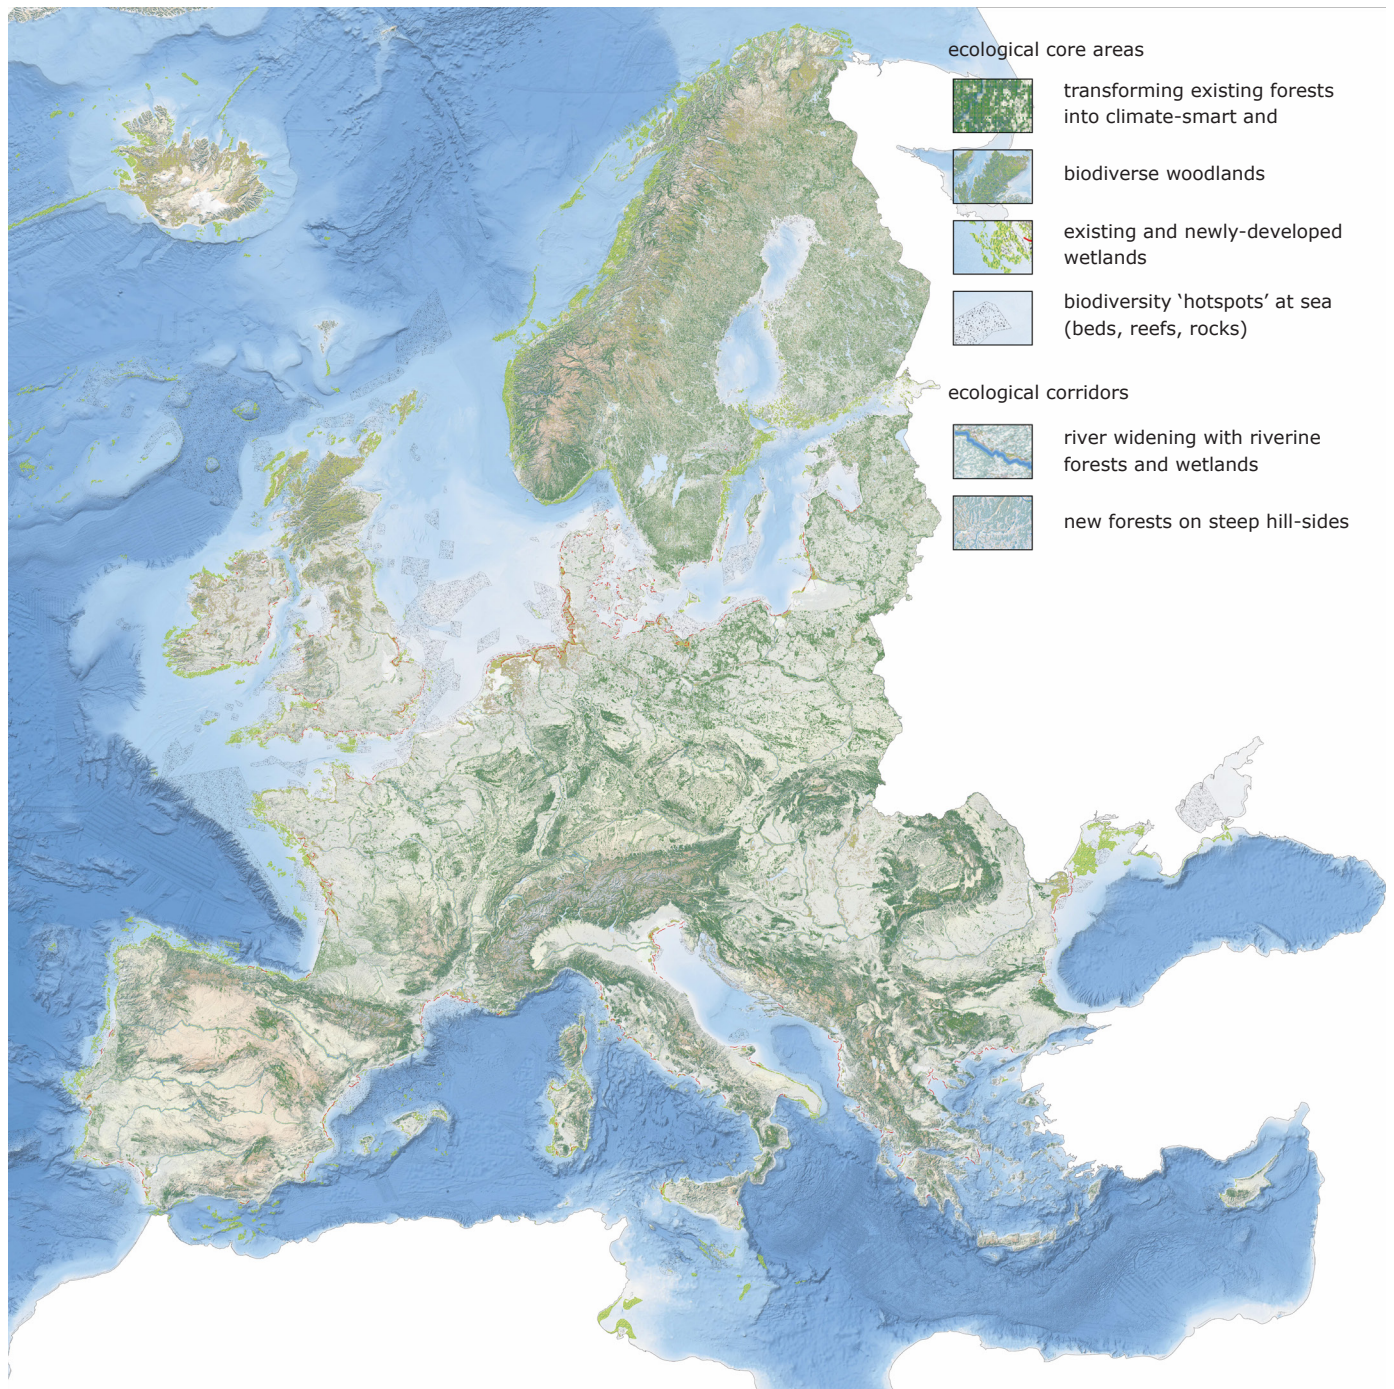 ecological core areas
transforming existing forests
into climate-smart and
biodiverse woodlands
existing and newly-developed
wetlands
biodiversity ‘hotspots’ at sea
(beds, reefs, rocks)
ecological corridors
river widening with riverine
forests and wetlands
new forests on steep hill-sides